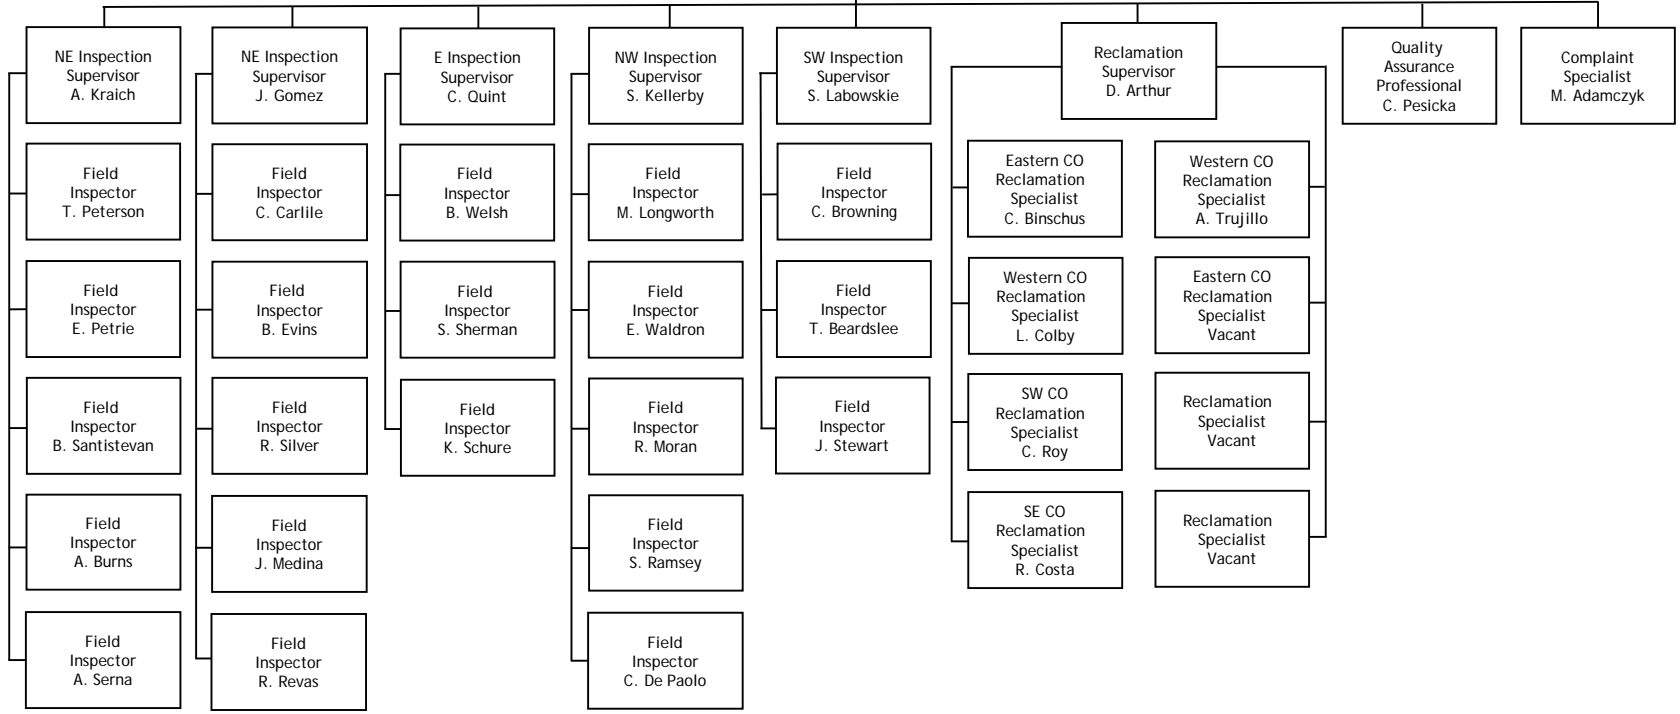 NE Inspection
Supervisor
A. Kraich
Field
Inspector
T. Peterson
Field
Inspector
E. Petrie
Field
Inspector
B. Santistevan
Field
Inspector
A. Burns
Field
Inspector
A. Serna
NE Inspection
Supervisor
J. Gomez
Field
Inspector
C. Carlile
Field
Inspector
B. Evins
Field
Inspector
R. Silver
Field
Inspector
J. Medina
Field
Inspector
R. Revas
E Inspection
Supervisor
C. Quint
Field
Inspector
B. Welsh
Field
Inspector
S. Sherman
Field
Inspector
K. Schure
NW Inspection
Supervisor
S. Kellerby
Field
Inspector
M. Longworth
Field
Inspector
E. Waldron
Field
Inspector
R. Moran
Field
Inspector
S. Ramsey
Field
Inspector
C. De Paolo
SW Inspection
Supervisor
S. Labowskie
Field
Inspector
C. Browning
Field
Inspector
T. Beardslee
Field
Inspector
J. Stewart
Reclamation
Supervisor
D. Arthur
Eastern CO
Reclamation
Specialist
C. Binschus
Western CO
Reclamation
Specialist
L. Colby
SW CO
Reclamation
Specialist
C. Roy
SE CO
Reclamation
Specialist
R. Costa
Western CO
Reclamation
Specialist
A. Trujillo
Eastern CO
Reclamation
Specialist
Vacant
Reclamation
Specialist
Vacant
Reclamation
Specialist
Vacant
Quality
Assurance
Professional
C. Pesicka
Complaint
Specialist
M. Adamczyk